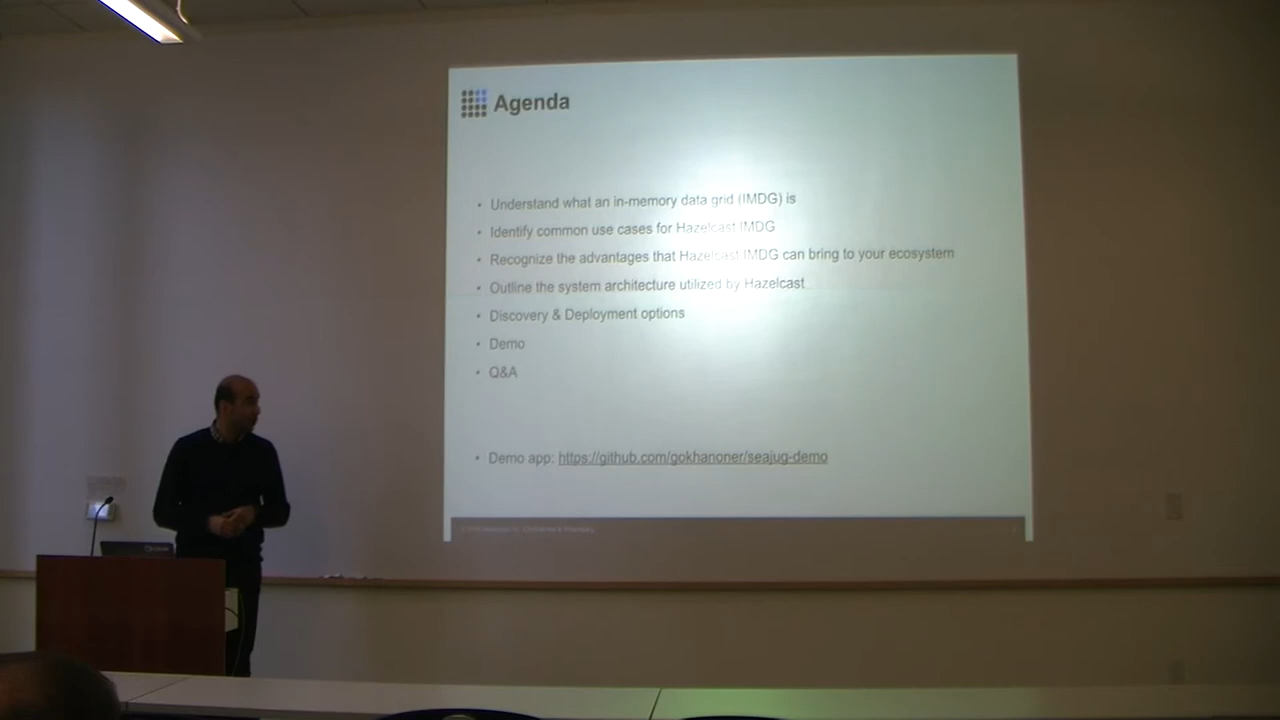 Agenda
• Understand what an in-memory data grid (IMDG) is
• Identify common use cases for Hazelcast IMDG
• Recognize the advantages that Hazelcast IMDG can bring to your ecosystem
• Outline the system architecture utilized by Hazelcast
• Discovery & Deployment options
• Demo
• Q&A
• Demo app: https://github.com/gokhanoner/seajug-demo